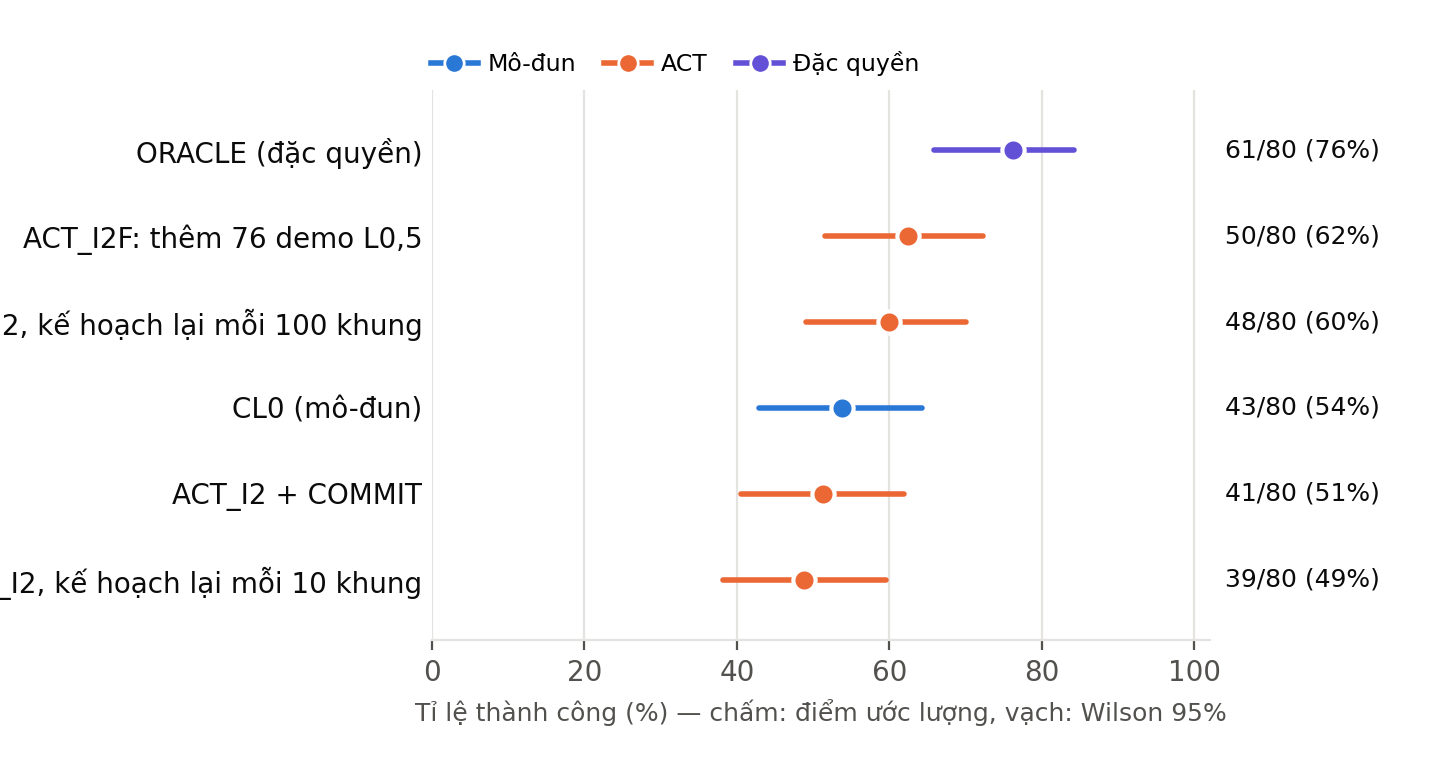 Mô-đun ACT Đặc quyền
ORACLE (đặc quyền) 61/80 (76%)
ACT_I2F: thêm 76 demo L0,5 50/80 (62%)
2, kế hoạch lại mỗi 100 khung 48/80 (60%)
CL0 (mô-đun) 43/80 (54%)
ACT_I2 + COMMIT 41/80 (51%)
_I2, kế hoạch lại mỗi 10 khung 39/80 (49%)
0 20 40 60 80 100
Tỉ lệ thành công (%) — chấm: điểm ước lượng, vạch: Wilson 95%